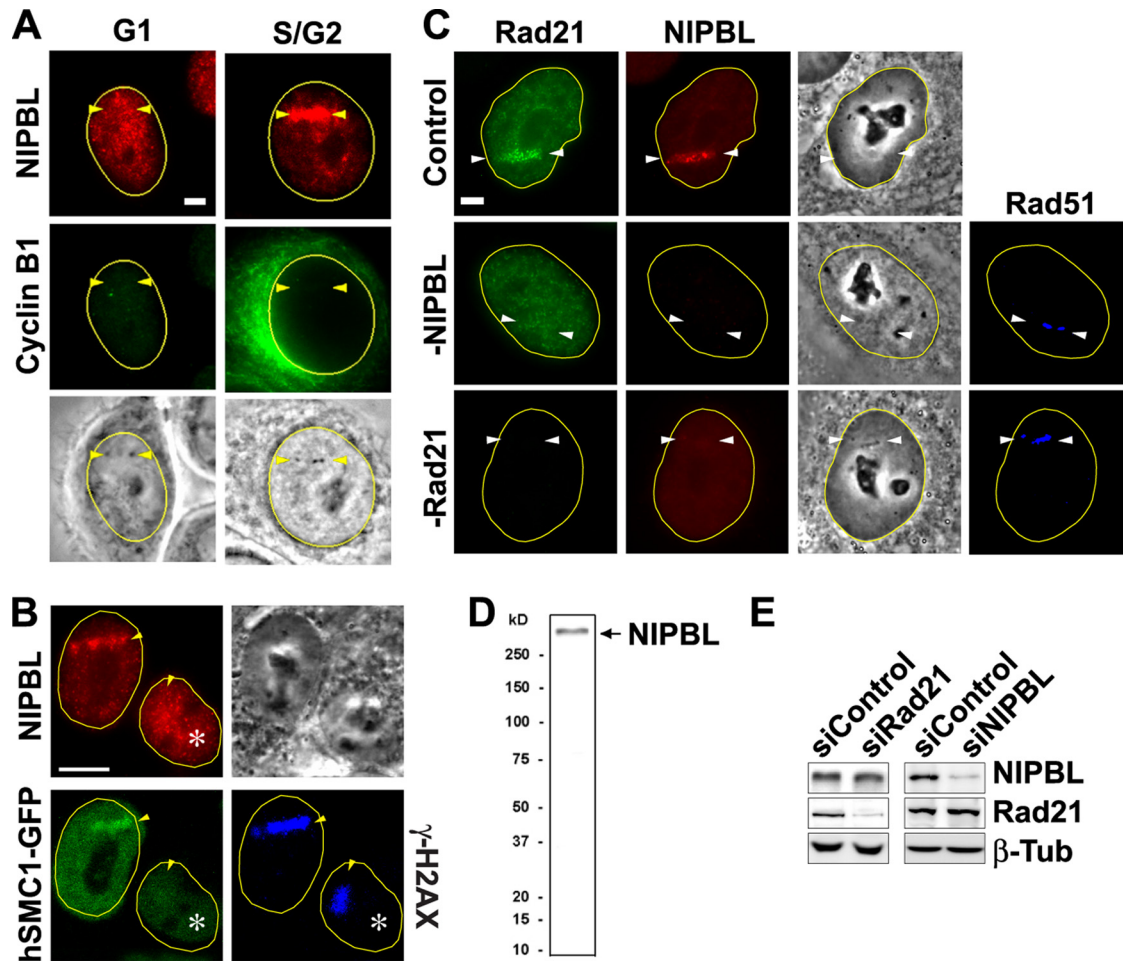 A
G1
S/G2
NIPBL
Cyclin B1
C
Rad21
NIPBL
Control
-NIPBL
-Rad21
Rad51
B
NIPBL
*
hSMC1-GFP
*
*
γ-H2AX
D
kD
250 -
150 -
100 -
75 -
50 -
37 -
20 -
15 -
10 -
NIPBL
E
siControl
siRad21
siControl
siNIPBL
NIPBL
Rad21
β-Tub